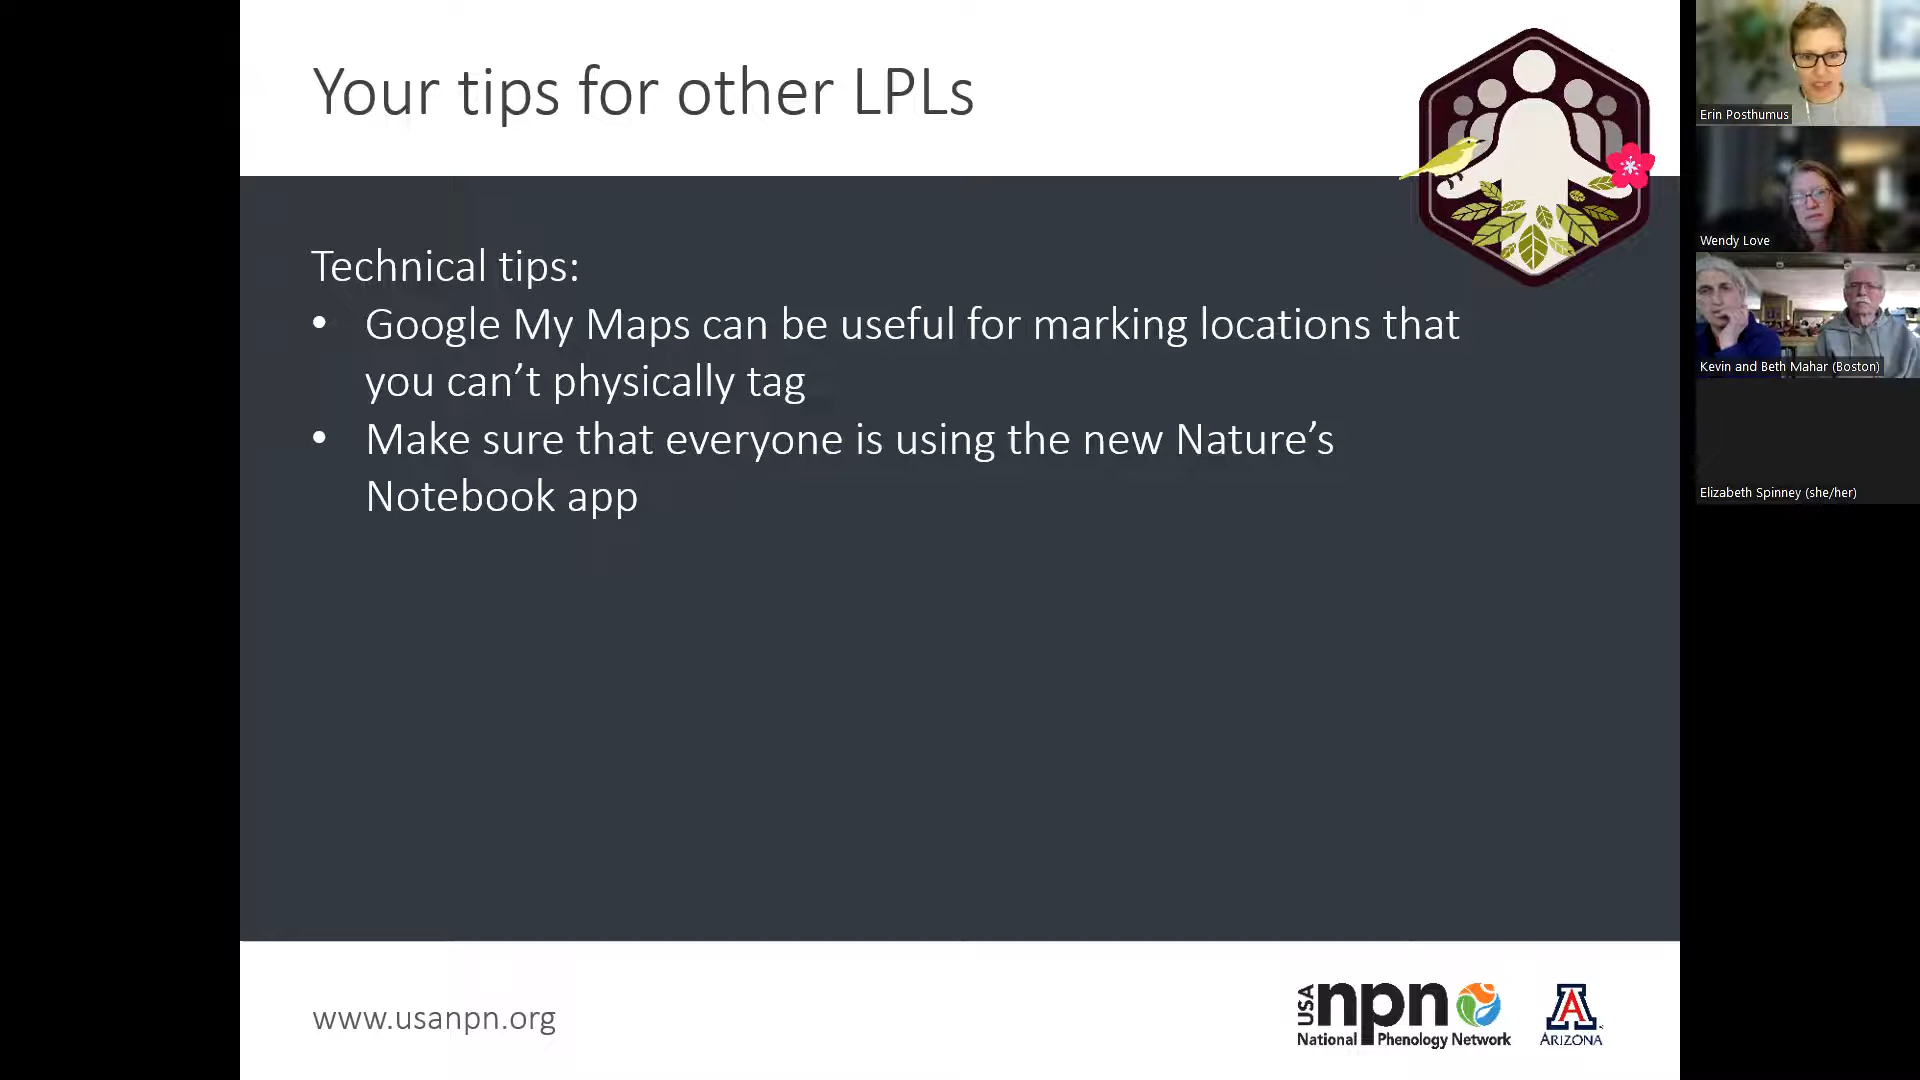 Your tips for other LPLs
Technical tips:
• Google My Maps can be useful for marking locations that
you can’t physically tag
• Make sure that everyone is using the new Nature’s
Notebook app
www.usanpn.org
USA npn
National Phenology Network
A
ARIZONA
Erin Posthumus
Wendy Love
Kevin and Beth Mahar (Boston)
Elizabeth Spinney (she/her)